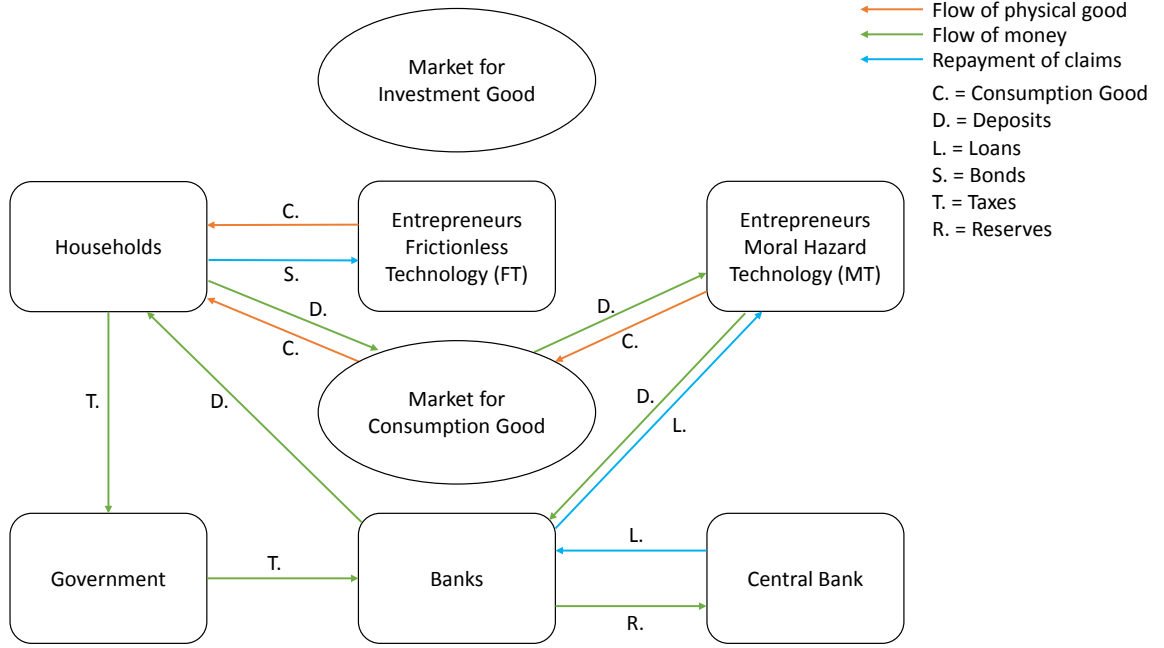 Flow of physical good
Flow of money
Repayment of claims
C. = Consumption Good
D. = Deposits
L. = Loans
S. = Bonds
T. = Taxes
R. = Reserves
Market for
Investment Good
Households
C.
S.
Entrepreneurs
Frictionless
Technology (FT)
Entrepreneurs
Moral Hazard
Technology (MT)
D.
C.
D.
C.
Market for
Consumption Good
T.
D.
D.
L.
Government
T.
Banks
L.
R.
Central Bank